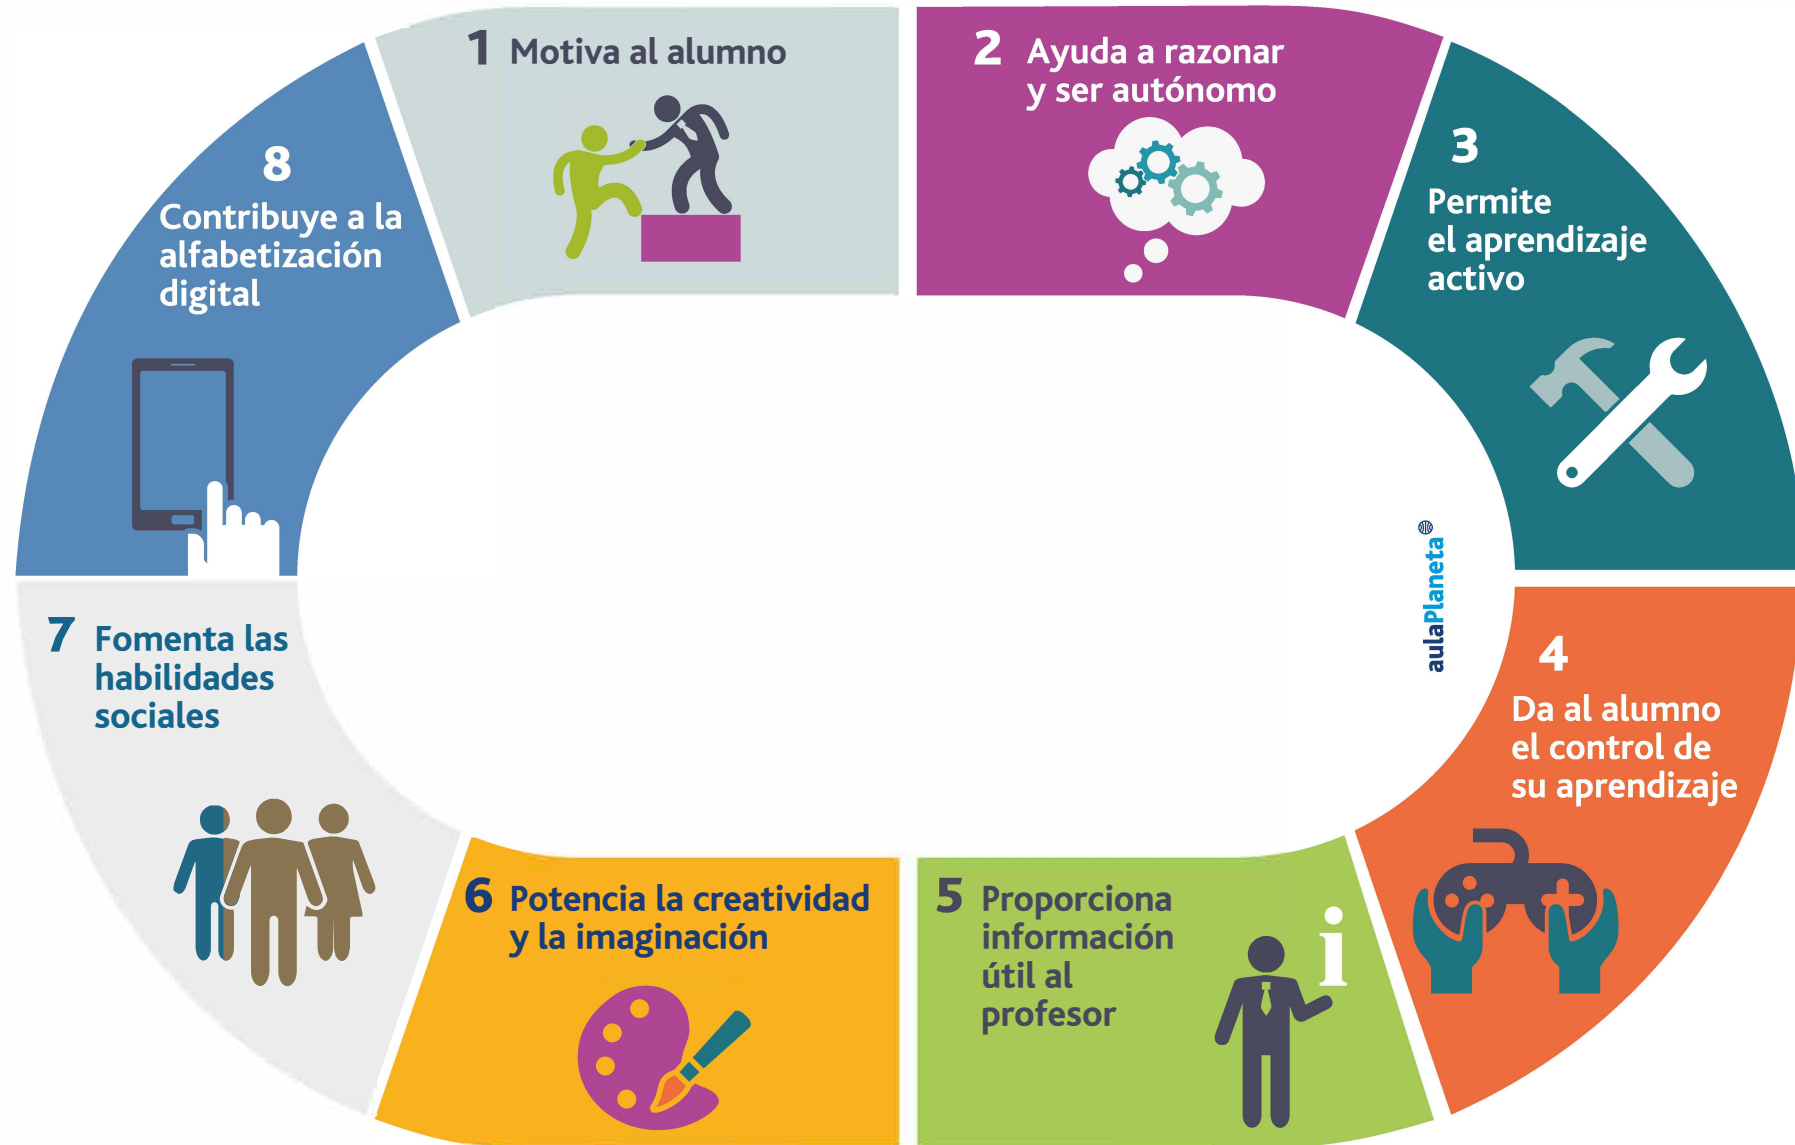 1 Motiva al alumno
2 Ayuda a razonar
y ser autónomo
3
Permite
el aprendizaje
activo
4
Da al alumno
el control de
su aprendizaje
5 Proporciona
información
útil al
profesor
i
6 Potencia la creatividad
y la imaginación
7 Fomenta las
habilidades
sociales
8
Contribuye a la
alfabetización
digital
aulaPlaneta